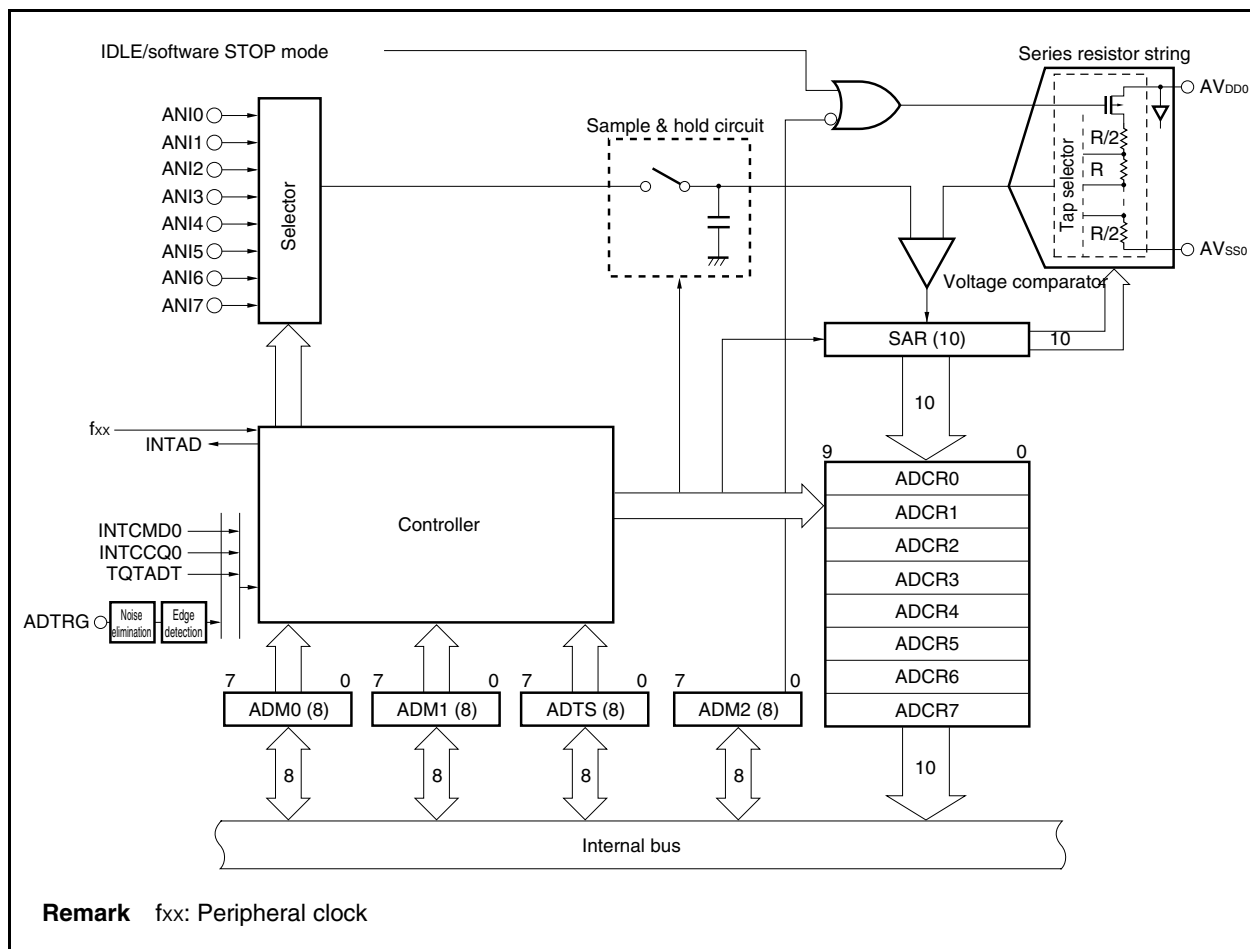 IDLE/software STOP mode
Series resistor string
AVDD0
ANI0
ANI1
ANI2
ANI3
ANI4
ANI5
ANI6
ANI7
Selector
Sample & hold circuit
Tap selector
R/2
R
R/2
AVSS0
Voltage comparator
SAR (10)
10
10
fxx
INTAD
Controller
INTCMD0
INTCCQ0
TQTADT
ADTRG
Noise
elimination
Edge
detection
9 0
ADCR0
ADCR1
ADCR2
ADCR3
ADCR4
ADCR5
ADCR6
ADCR7
7 0
ADM0 (8)
7 0
ADM1 (8)
7 0
ADTS (8)
7 0
ADM2 (8)
8
8
8
8
10
Internal bus
Remark fxx: Peripheral clock